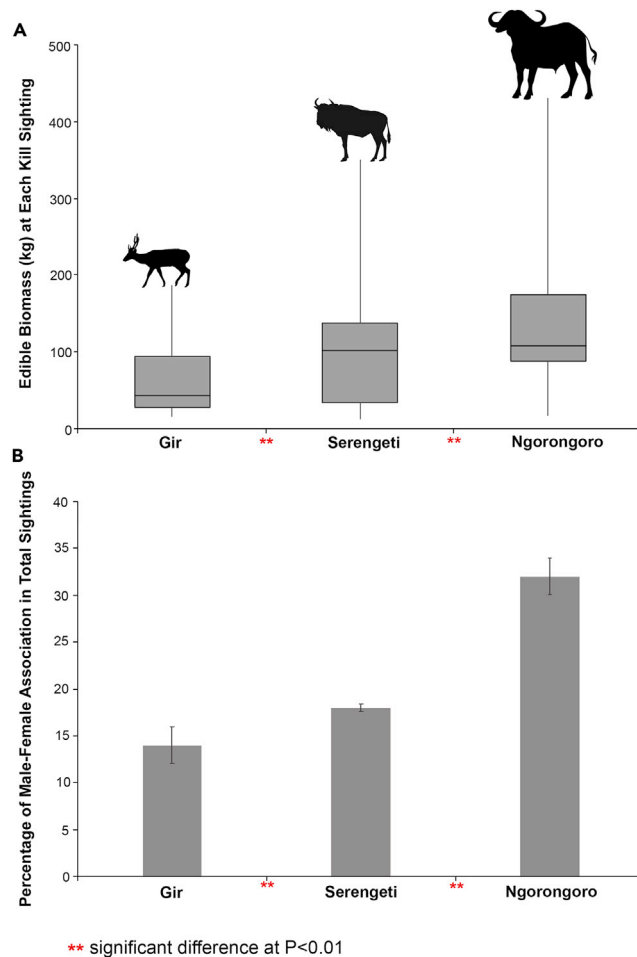 A
Edible Biomass (kg) at Each Kill Sighting
500
400
300
200
100
0
Gir ** Serengeti ** Ngorongoro
B
Percentage of Male-Female Association in Total Sightings
40
35
30
25
20
15
10
5
0
Gir ** Serengeti ** Ngorongoro
** significant difference at P<0.01